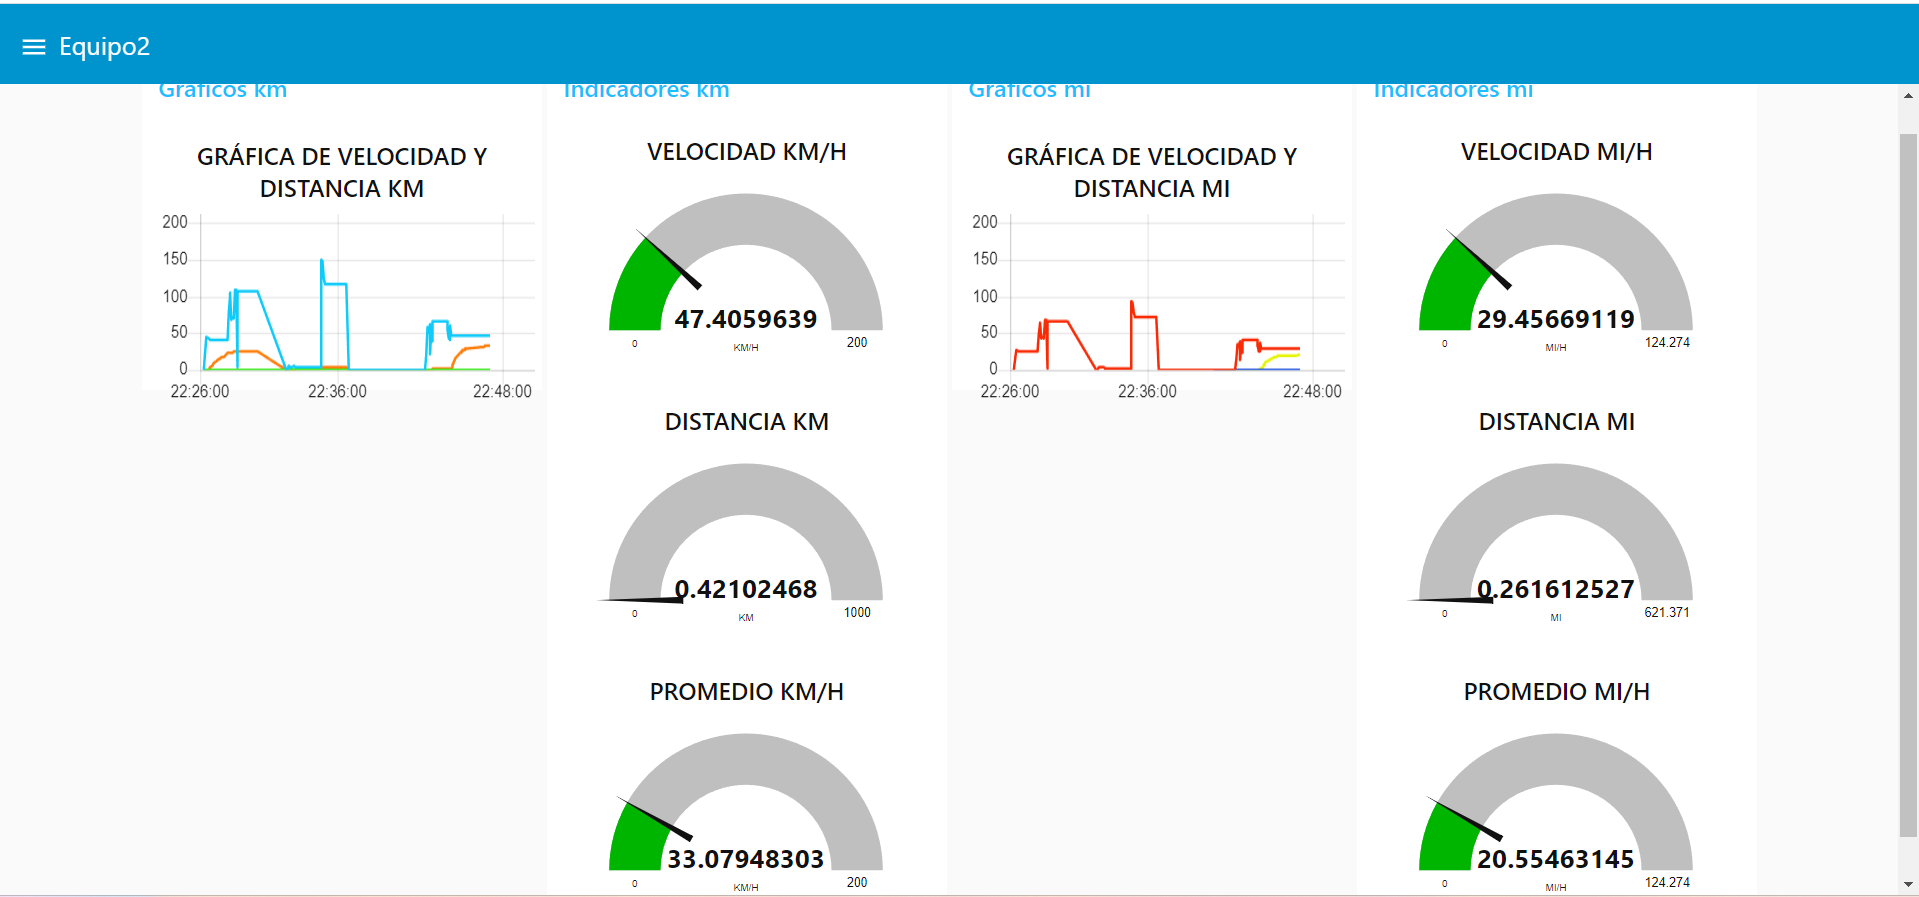 Equipo2
Gráficos km
GRÁFICA DE VELOCIDAD Y
DISTANCIA KM
200
150
100
50
0
22:26:00 22:36:00 22:48:00
Indicadores km
VELOCIDAD KM/H
47.4059639
0 KM/H 200
DISTANCIA KM
0.42102468
0 KM 1000
PROMEDIO KM/H
33.07948303
0 KM/H 200
Gráficos mi
GRÁFICA DE VELOCIDAD Y
DISTANCIA MI
200
150
100
50
0
22:26:00 22:36:00 22:48:00
Indicadores mi
VELOCIDAD MI/H
29.45669119
0 MI/H 124.274
DISTANCIA MI
0.261612527
0 MI 621.371
PROMEDIO MI/H
20.55463145
0 MI/H 124.274